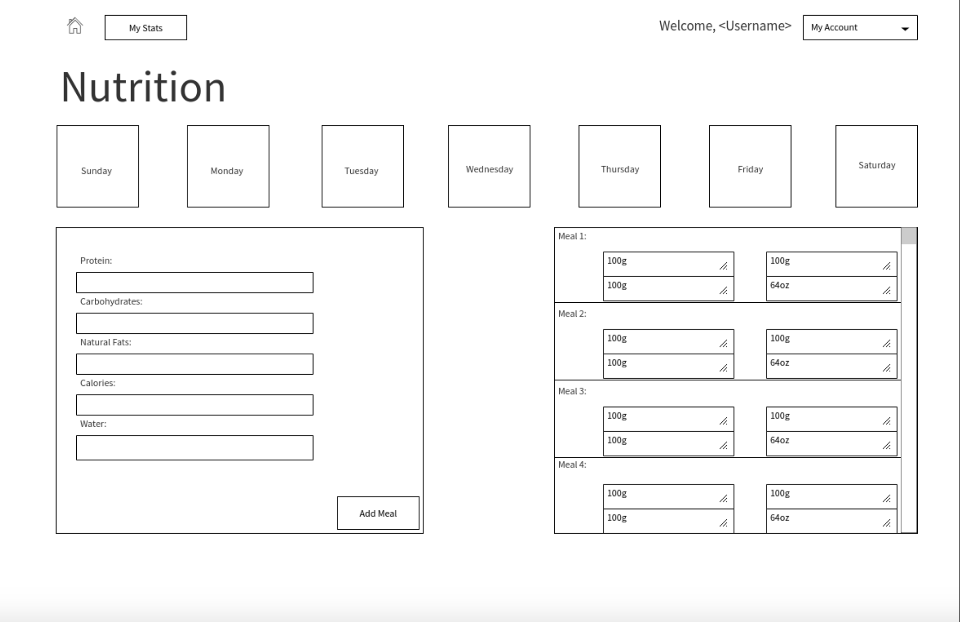 My Stats
Welcome, <Username>
My Account
Nutrition
Sunday
Monday
Tuesday
Wednesday
Thursday
Friday
Saturday
Protein:
Carbohydrates:
Natural Fats:
Calories:
Water:
Add Meal
Meal 1:
100g
100g
100g
64oz
Meal 2:
100g
100g
100g
64oz
Meal 3:
100g
100g
100g
64oz
Meal 4:
100g
100g
100g
64oz